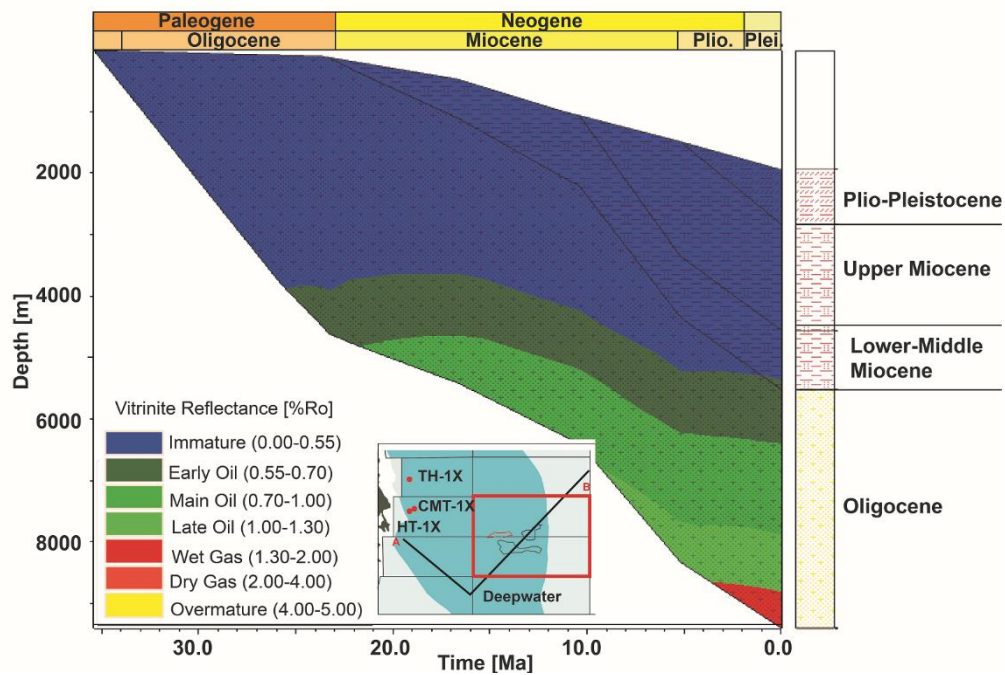 Paleogene Neogene
Oligocene Miocene Plio. Plei.
Depth [m]
2000
4000
6000
8000
Plio-Pleistocene
Upper Miocene
Lower-Middle
Miocene
Oligocene
Vitrinite Reflectance [%Ro]
Immature (0.00-0.55)
Early Oil (0.55-0.70)
Main Oil (0.70-1.00)
Late Oil (1.00-1.30)
Wet Gas (1.30-2.00)
Dry Gas (2.00-4.00)
Overmature (4.00-5.00)
TH-1X
CMT-1X
HT-1X
A
B
Deepwater
30.0 20.0 10.0 0.0
Time [Ma]